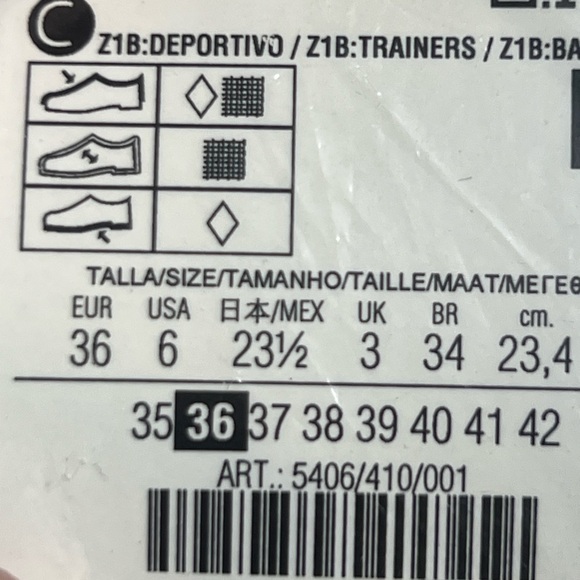 C Z1B:DEPORTIVO / Z1B:TRAINERS / Z1B:BA
TALLA/SIZE/TAMANHO/TAILLE/MAAT/ΜΕΓΕΘ
EUR USA 日本/MEX UK BR cm.
36 6 23½ 3 34 23,4
35 36 37 38 39 40 41 42
ART.: 5406/410/001